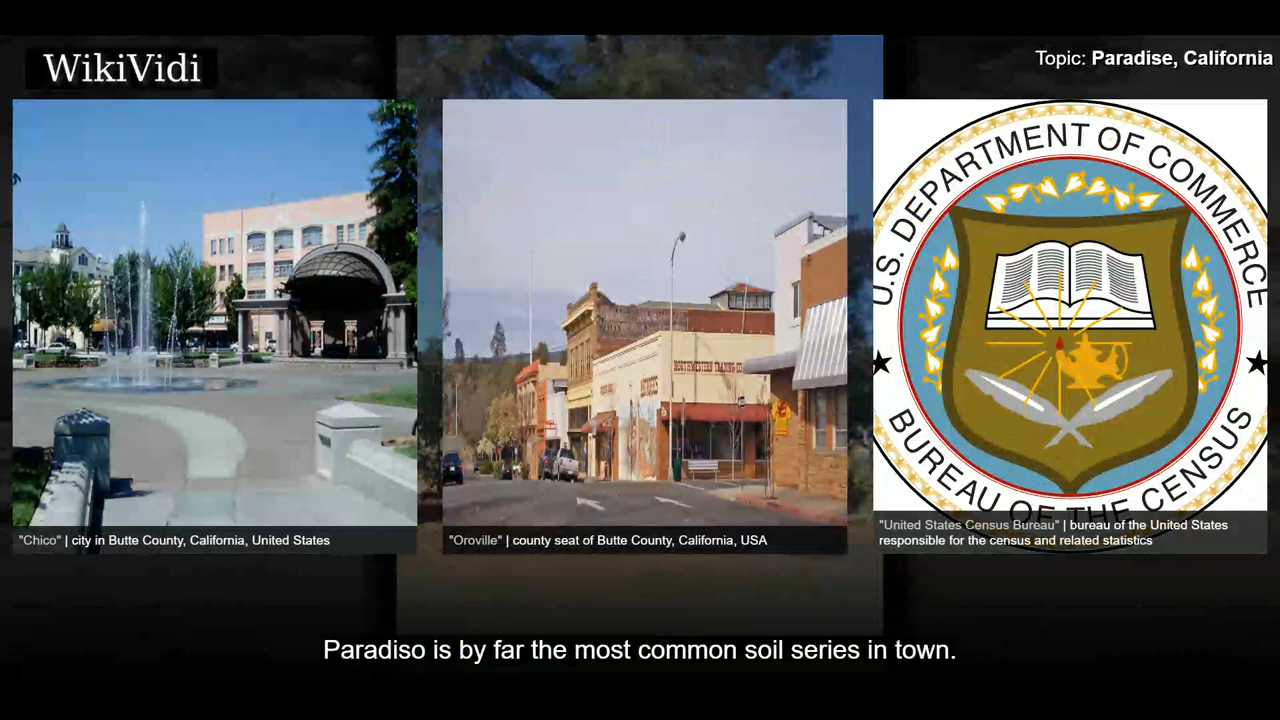 WikiVidi
Topic: Paradise, California
U.S. DEPARTMENT OF COMMERCE
BUREAU OF THE CENSUS
"Chico" | city in Butte County, California, United States
"Oroville" | county seat of Butte County, California, USA
"United States Census Bureau" | bureau of the United States
responsible for the census and related statistics
Paradiso is by far the most common soil series in town.